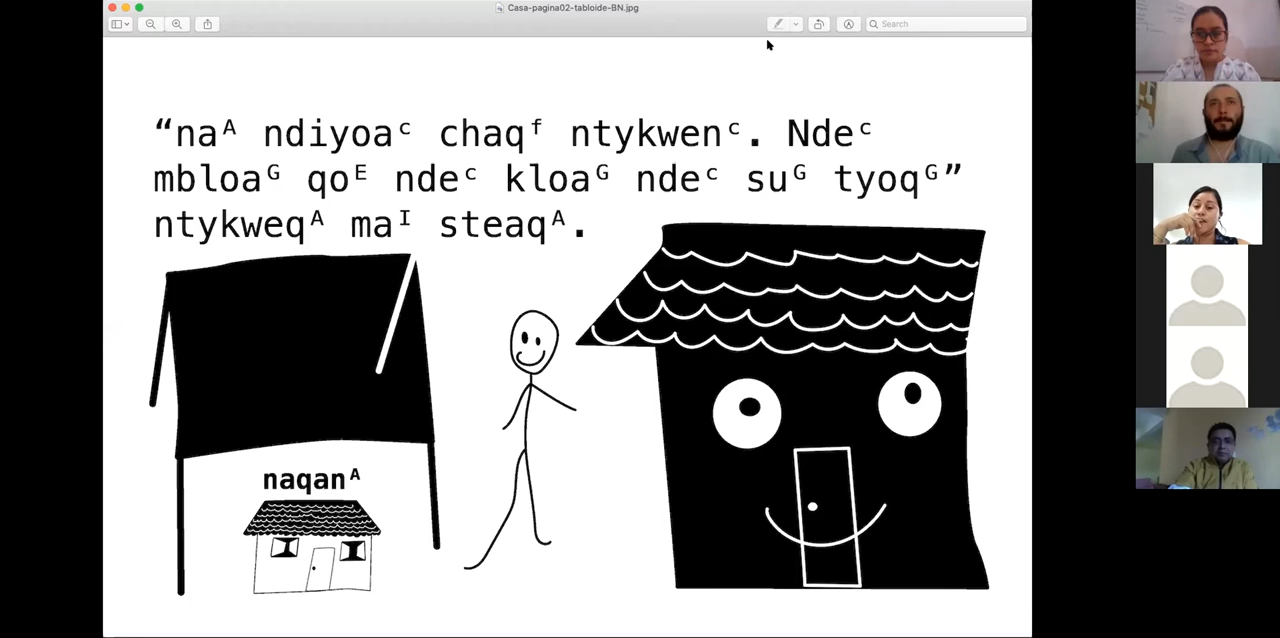 Casa-pagina02-tabloide-BN.jpg
Search
“naᴬ ndiyoaᶜ chaqᶠ ntykwenᶜ. Ndeᶜ
mbloaᴳ qoᴱ ndeᶜ kloaᴳ ndeᶜ suᴳ tyoqᴳ”
ntykweqᴬ maᴵ steaqᴬ.
naqanᴬ